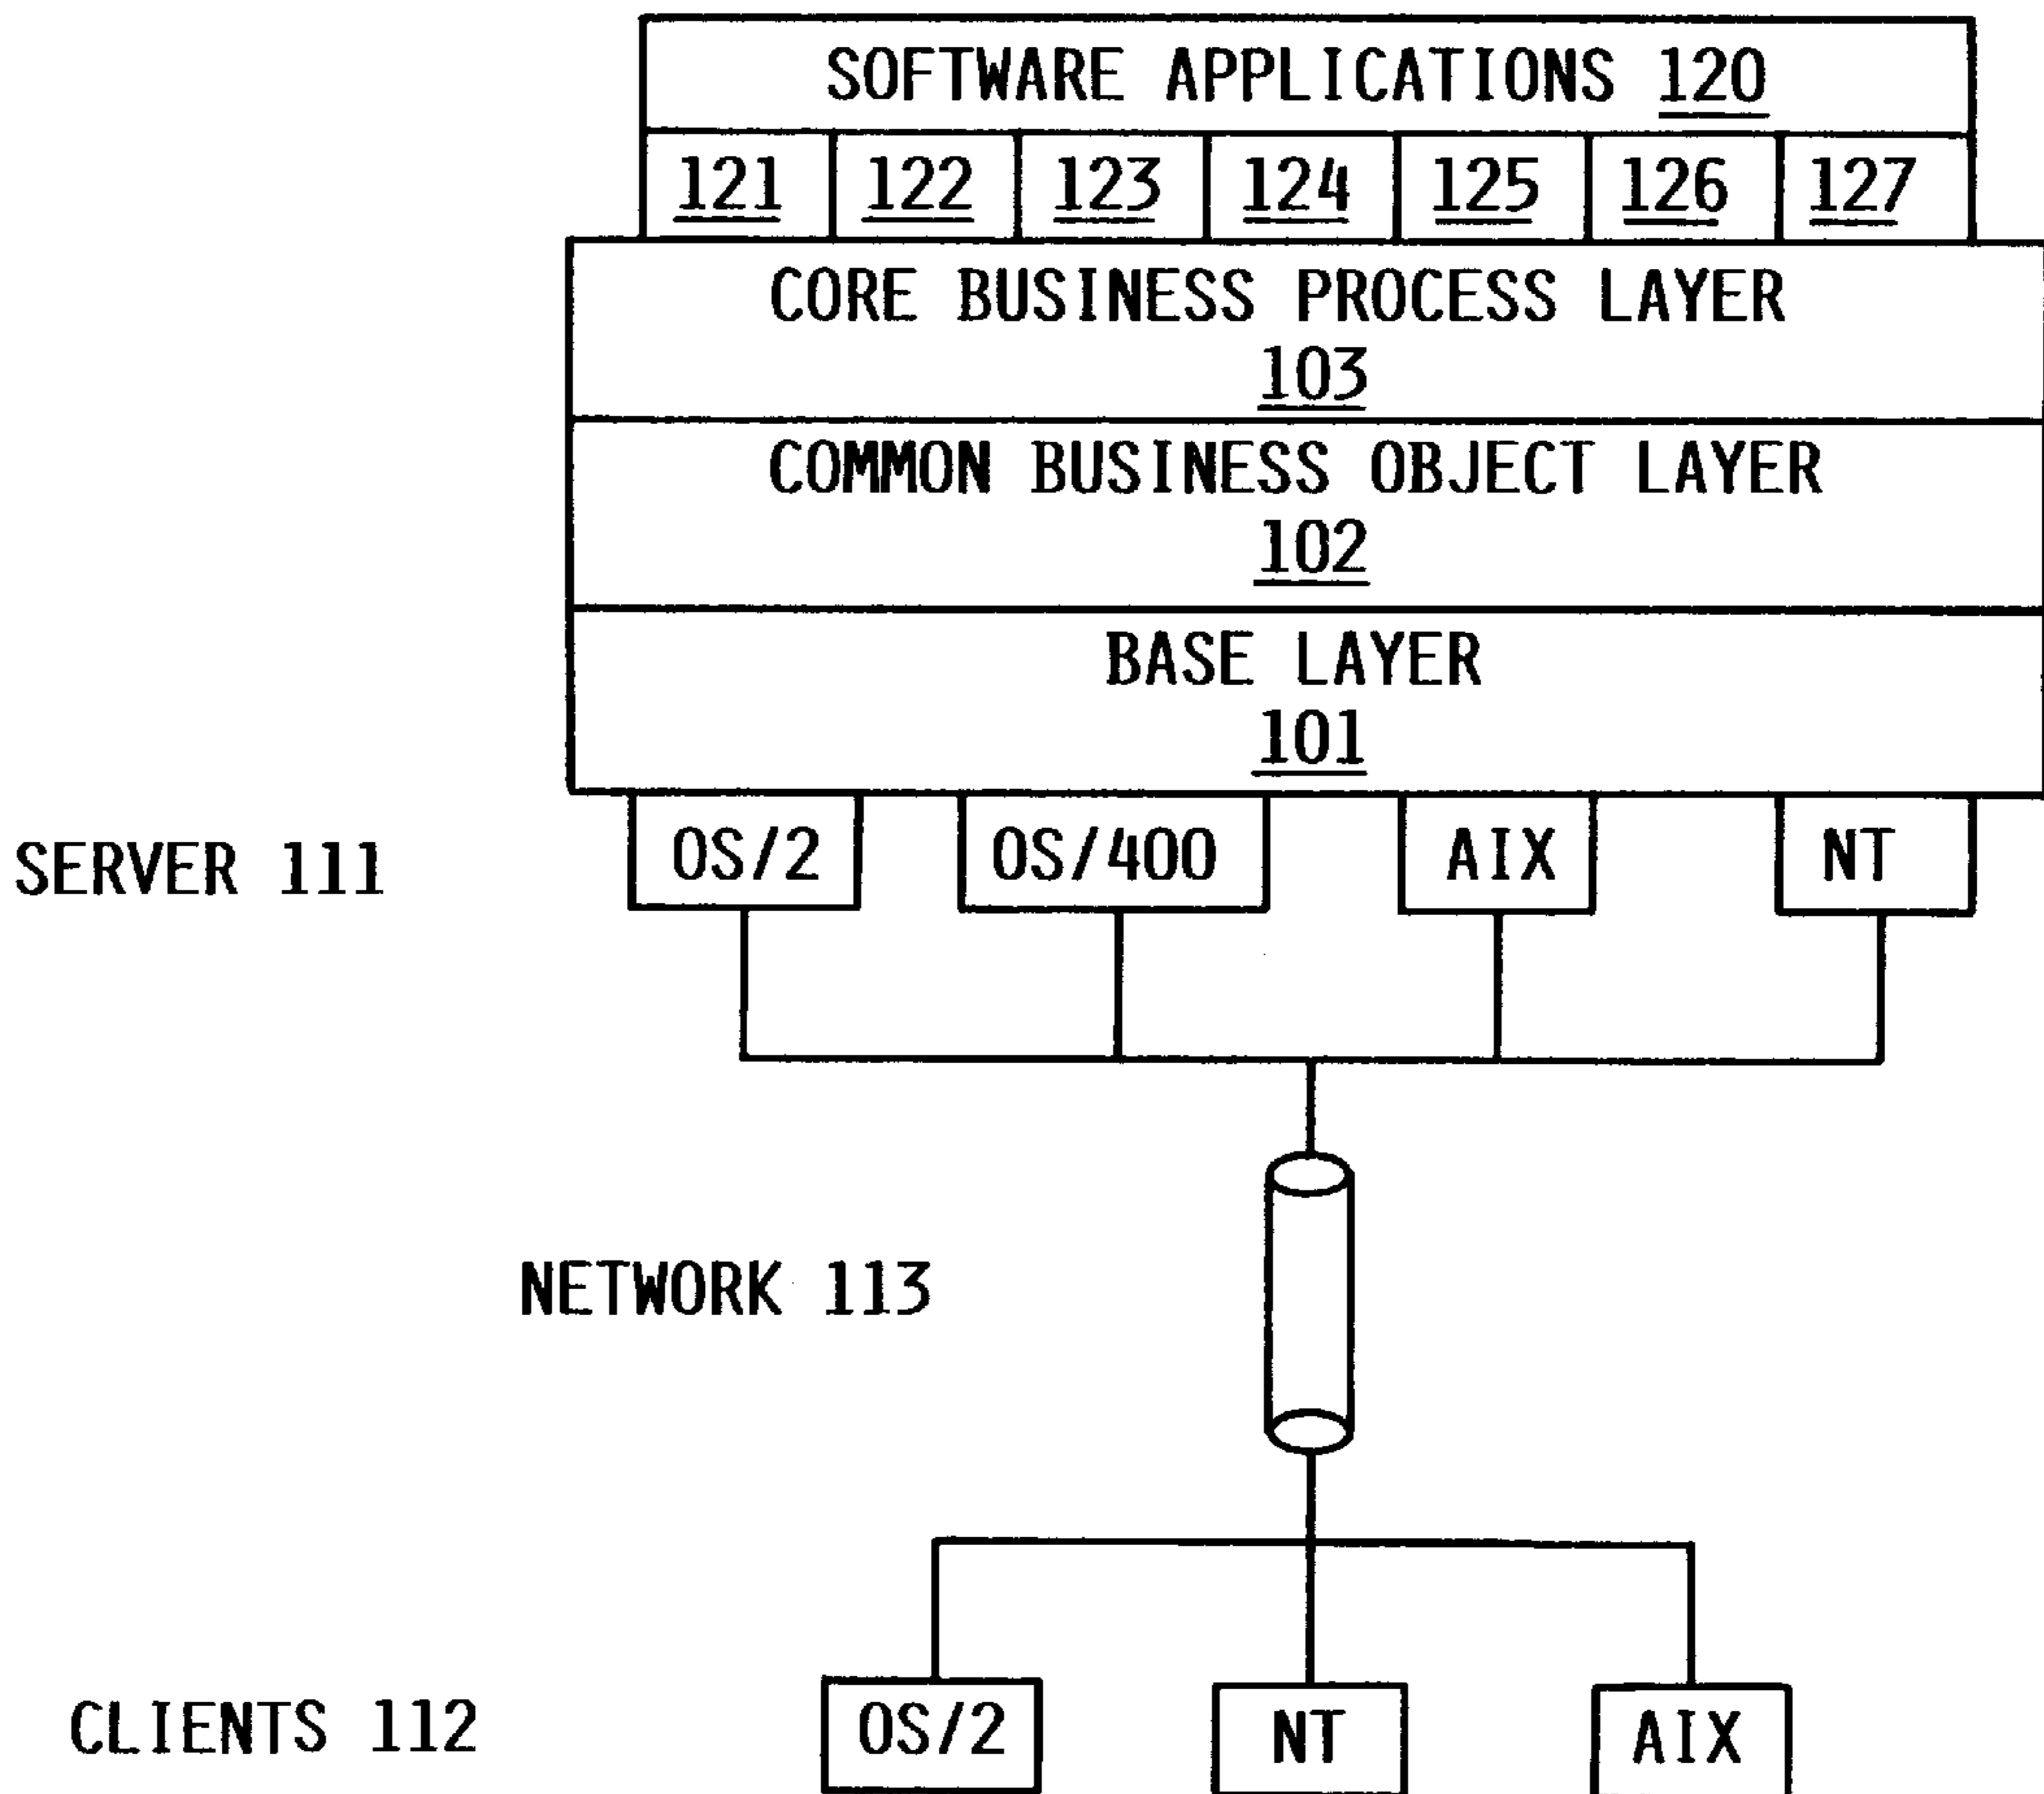 SOFTWARE APPLICATIONS 120
121 122 123 124 125 126 127
CORE BUSINESS PROCESS LAYER
103
COMMON BUSINESS OBJECT LAYER
102
BASE LAYER
101
SERVER 111 OS/2 OS/400 AIX NT
NETWORK 113
CLIENTS 112 OS/2 NT AIX